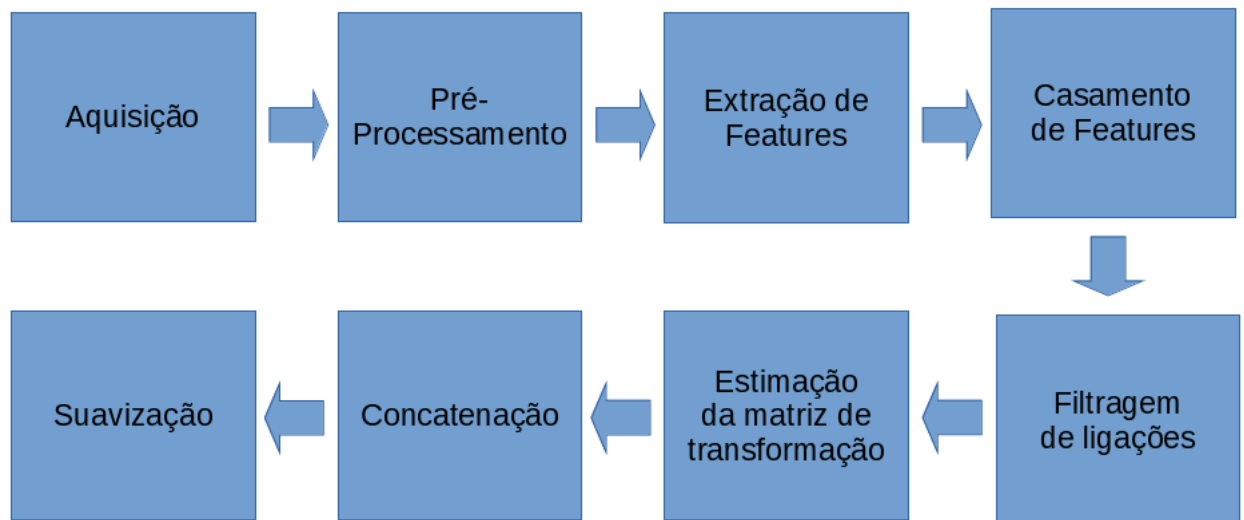 Aquisição
Pré-
Processamento
Extração de
Features
Casamento
de Features
Filtragem
de ligações
Estimação
da matriz de
transformação
Concatenação
Suavização